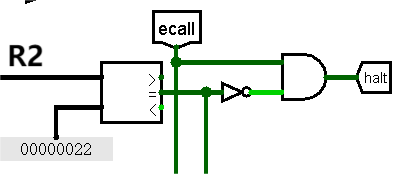 ecall
R2
>
=
<
halt
00000022